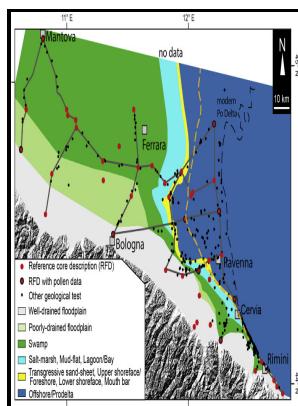 11° E
12° E
Mantova
no data
N
10 km
modern
Po Delta
Ferrara
Bologna
Ravenna
Cervia
Rimini
Reference core description (RFD)
RFD with pollen data
Other geological test
Well-drained floodplain
Poorly-drained floodplain
Swamp
Salt-marsh, Mud-flat, Lagoon/Bay
Transgressive sand-sheet, Upper shoreface/
Foreshore, Lower shoreface, Mouth bar
Offshore/Prodelta